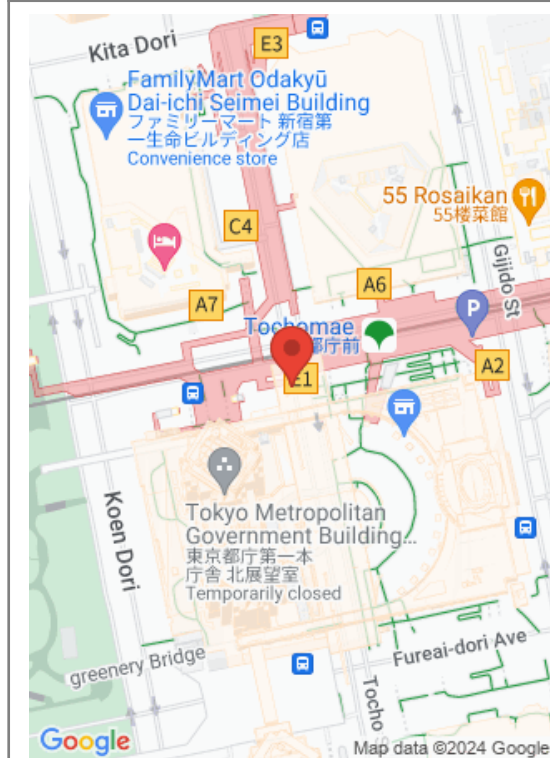 Kita Dori
E3
FamilyMart Odakyū
Dai-ichi Seimei Building
ファミリーマート 新宿第
一生命ビルディング店
Convenience store
55 Rosaikan
55楼菜館
C4
Gijido St
A7
A6
P
Tochomae
都庁前
E1
A2
Koen Dori
Tokyo Metropolitan
Government Building...
東京都庁第一本
庁舎 北展望室
Temporarily closed
Fureai-dori Ave
greenery Bridge
Tocho
Google
Map data ©2024 Google